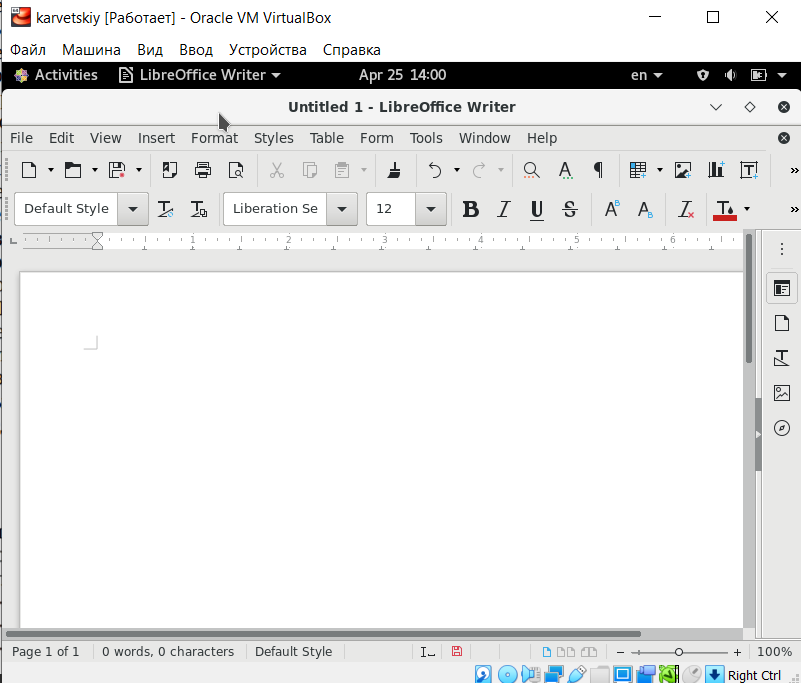 karvetskiy [Работает] - Oracle VM VirtualBox
Файл Машина Вид Ввод Устройства Справка
Activities LibreOffice Writer Apr 25 14:00 en
Untitled 1 - LibreOffice Writer
File Edit View Insert Format Styles Table Form Tools Window Help
Default Style Liberation Se 12 B I U S
1 2 3 4 5 6
Page 1 of 1 0 words, 0 characters Default Style 100%
Right Ctrl